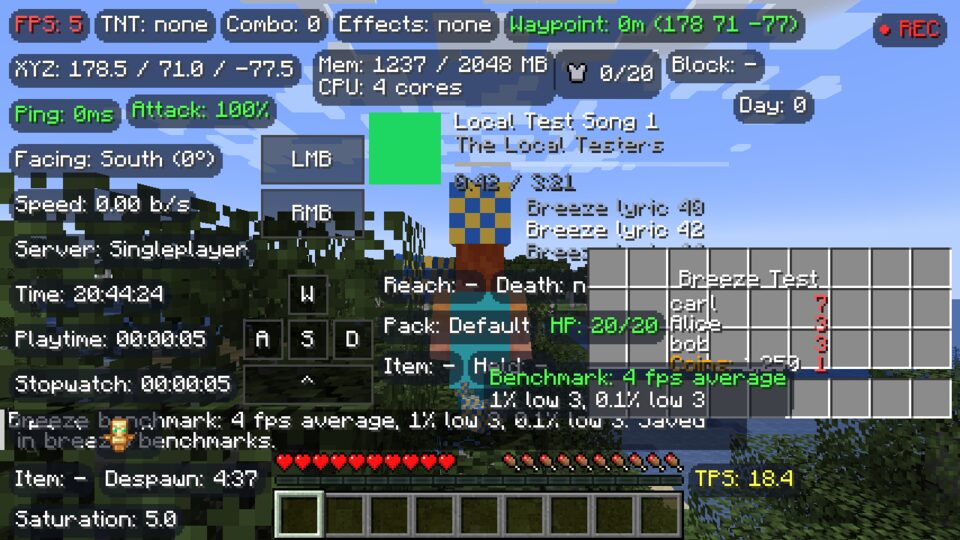 FPS: 5 TNT: none Combo: 0 Effects: none Waypoint: 0m (178 71 -77) REC
XYZ: 178.5 / 71.0 / -77.5 Mem: 1237 / 2048 MB 0/20 Block: -
CPU: 4 cores
Day: 0
Ping: 0ms Attack: 100%
Local Test Song 1
The Local Testers
Facing: South (0°) LMB
0:42 / 3:21
Speed: 0.00 b/s RMB
Breeze lyric 40
Breeze lyric 42
Server: Singleplayer
Breeze Test
Reach: - Death:
Time: 20:44:24 W
carl 7
Alice 3
Pack: Default HP: 20/20
Playtime: 00:00:05 A S D
bob 3
Coins: 1,250 1
Item: - Held: -
Benchmark: 4 fps average
Stopwatch: 00:00:05 ^
1% low 3, 0.1% low 3
Breeze benchmark: 4 fps average, 1% low 3, 0.1% low 3. Saved
in breeze benchmarks.
Item: - Despawn: 4:37 TPS: 18.4
Saturation: 5.0